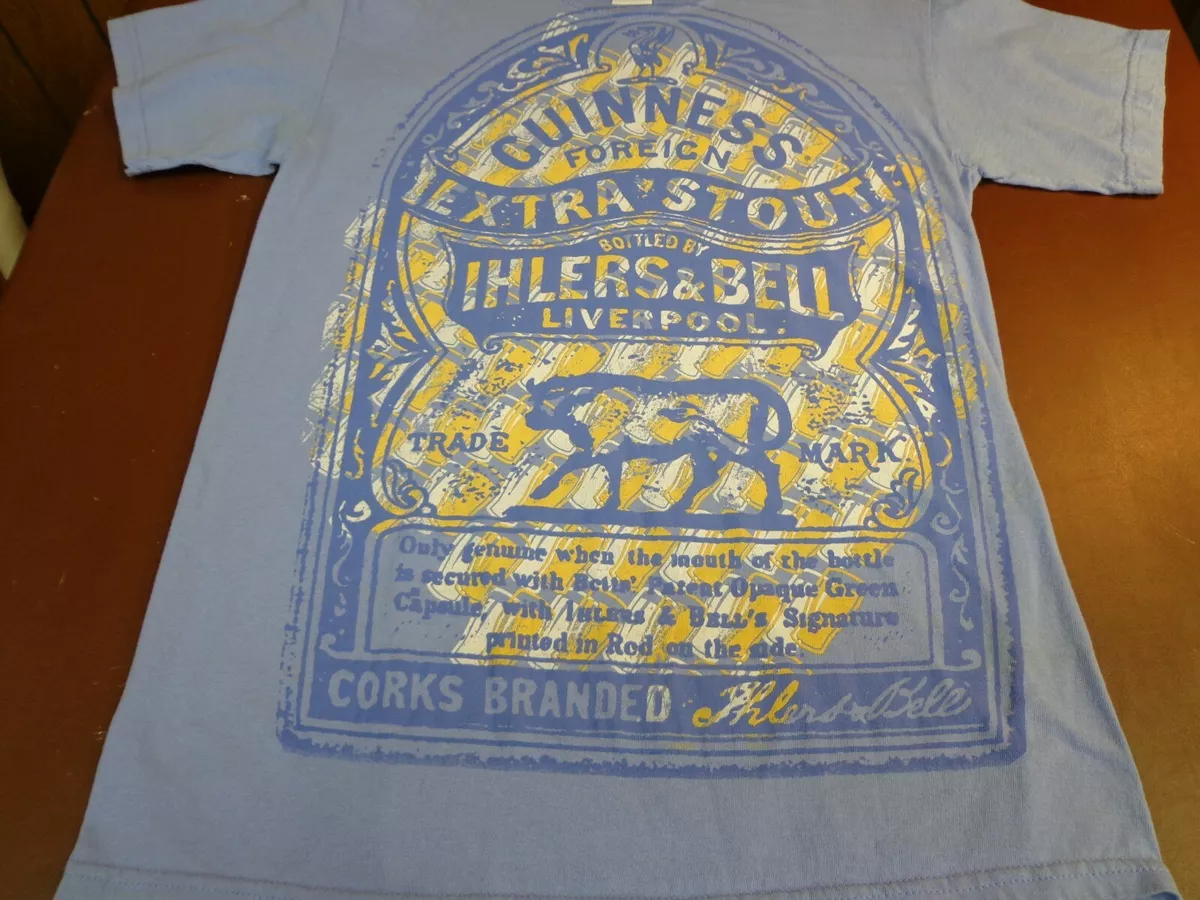 GUINNESS
FOREIGN
EXTRA STOUT
BOTTLED BY
IHLERS & BELL
LIVERPOOL.
TRADE MARK
Only genuine when the mouth of the bottle
is secured with Betts' Patent Opaque Green
Capsule, with IHLERS & BELL'S Signature
printed in Red on the side
CORKS BRANDED Ihlers & Bell